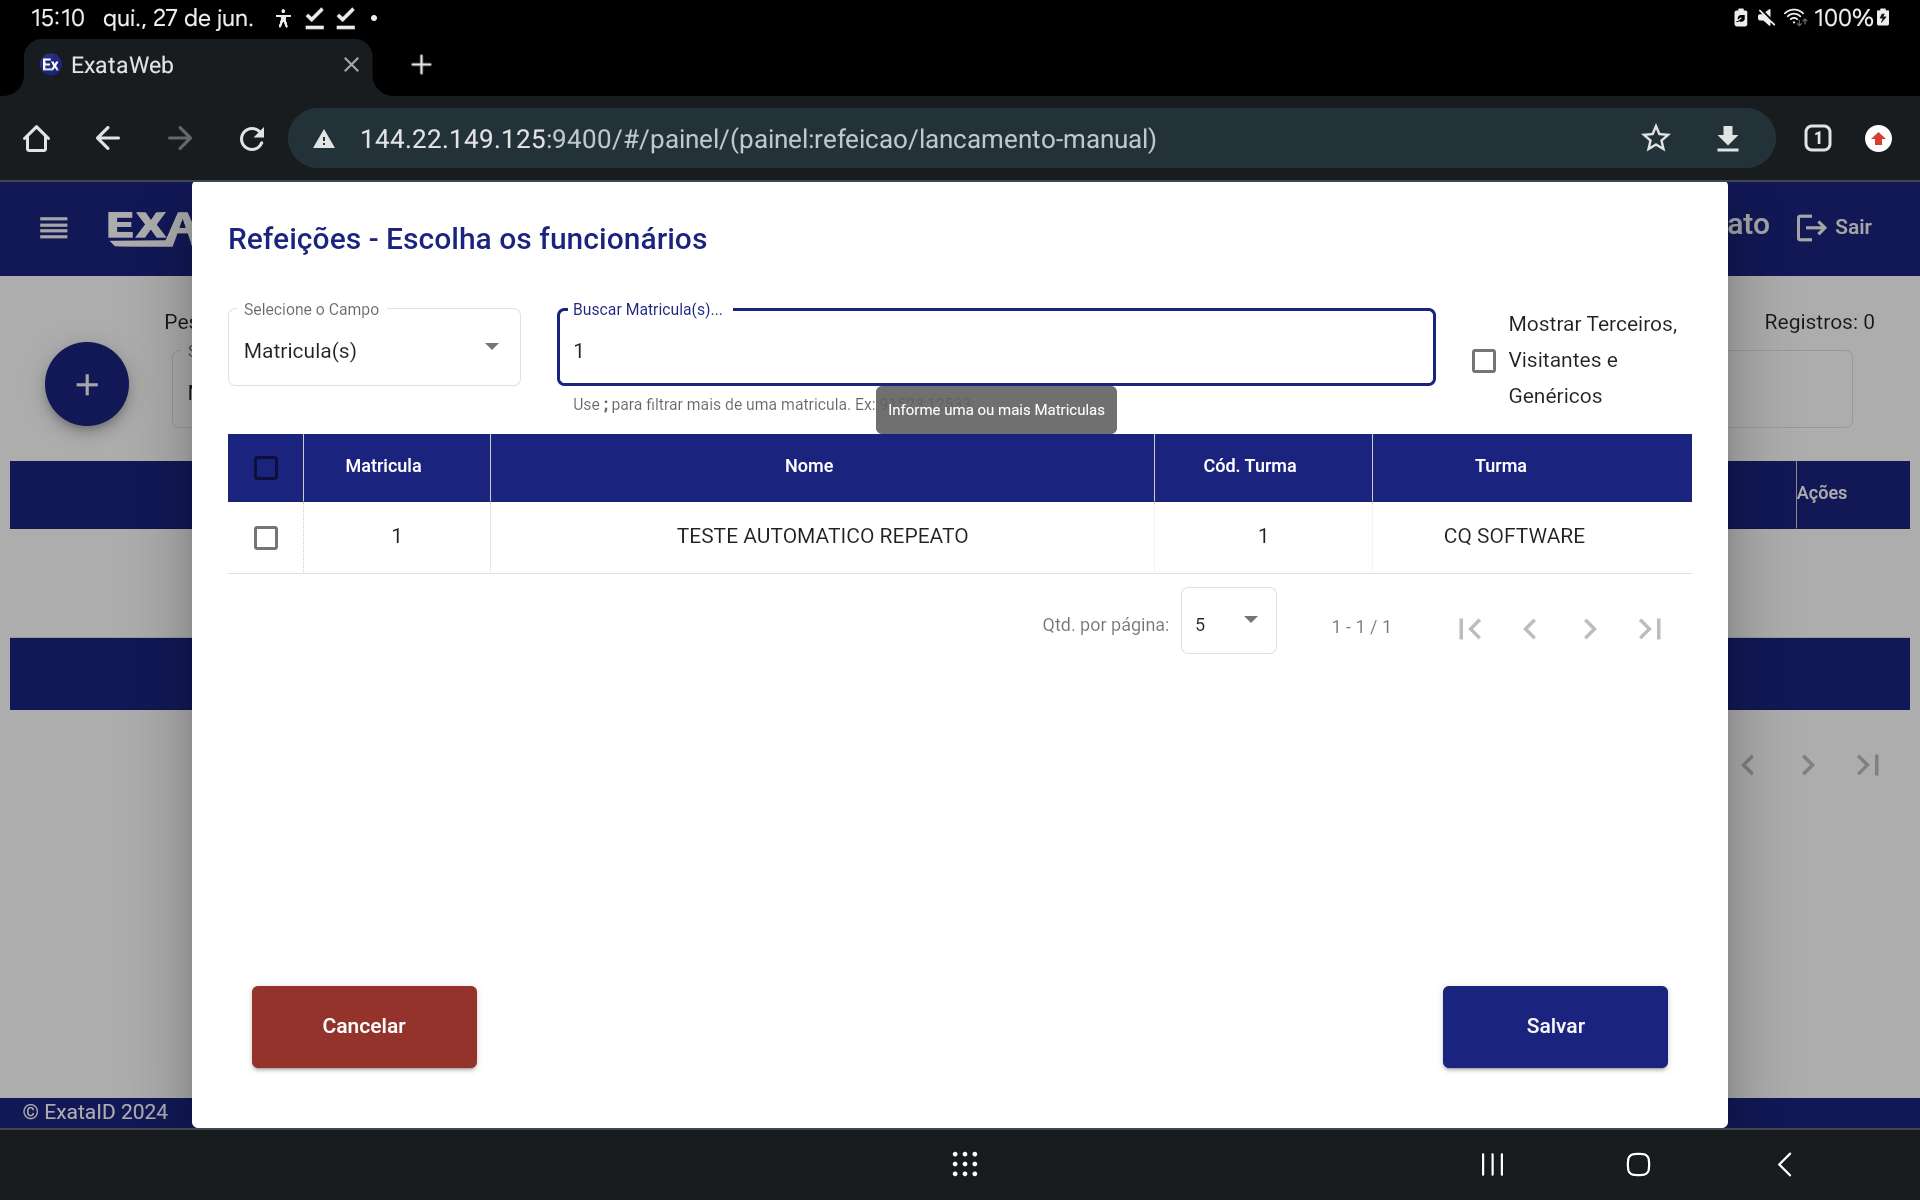 15:10 qui., 27 de jun. 100%
Ex ExataWeb
144.22.149.125:9400/#/painel/(painel:refeicao/lancamento-manual) 1
EXA ato Sair
Refeições - Escolha os funcionários
Selecione o Campo
Matricula(s)
Buscar Matricula(s)...
1
Mostrar Terceiros,
Visitantes e
Genéricos
Registros: 0
Use ; para filtrar mais de uma matricula. Ex:
Informe uma ou mais Matriculas
Matricula Nome Cód. Turma Turma
Ações
1 TESTE AUTOMATICO REPEATO 1 CQ SOFTWARE
Qtd. por página: 5 1 - 1 / 1
Cancelar Salvar
© ExataID 2024